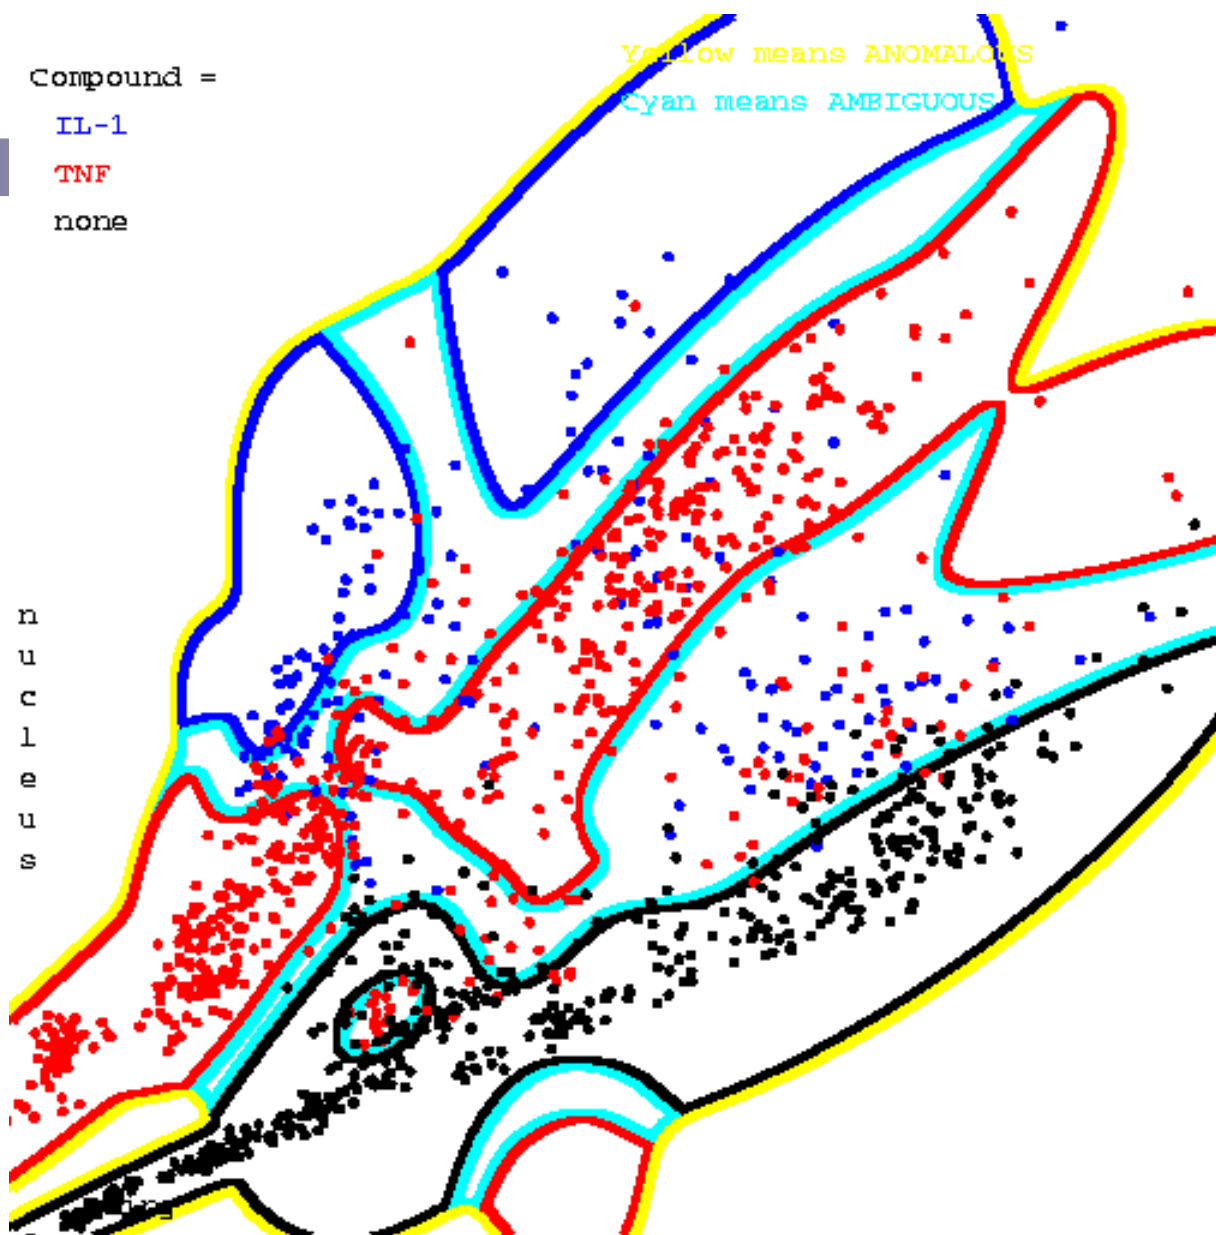 Yellow means ANOMALOUS
Compound =
Cyan means AMBIGUOUS
IL-1
TNF
none
n
u
c
l
e
u
s